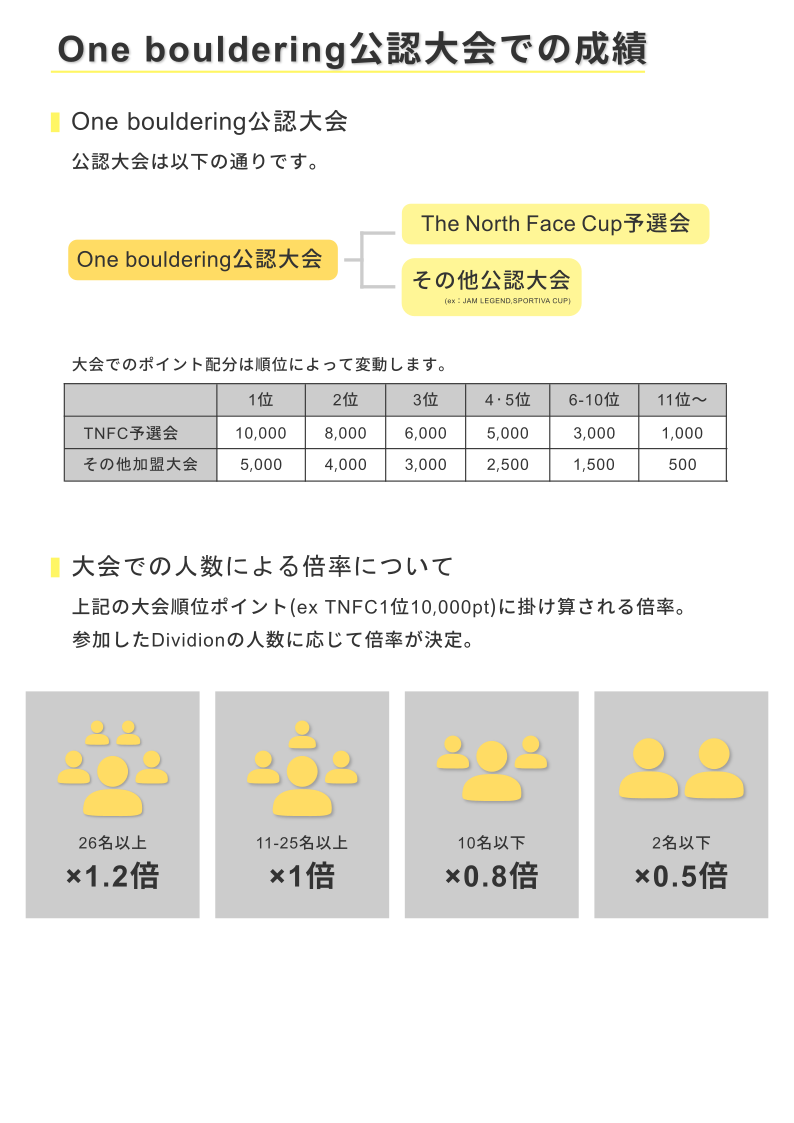 One bouldering公認大会での成績
One bouldering公認大会
公認大会は以下の通りです。
The North Face Cup予選会
One bouldering公認大会
その他公認大会
(ex：JAM LEGEND,SPORTIVA CUP)
大会でのポイント配分は順位によって変動します。
1位 2位 3位 4·5位 6-10位 11位〜
TNFC予選会 10,000 8,000 6,000 5,000 3,000 1,000
その他加盟大会 5,000 4,000 3,000 2,500 1,500 500
大会での人数による倍率について
上記の大会順位ポイント(ex TNFC1位10,000pt)に掛け算される倍率。
参加したDividionの人数に応じて倍率が決定。
26名以上 11-25名以上 10名以下 2名以下
×1.2倍 ×1倍 ×0.8倍 ×0.5倍